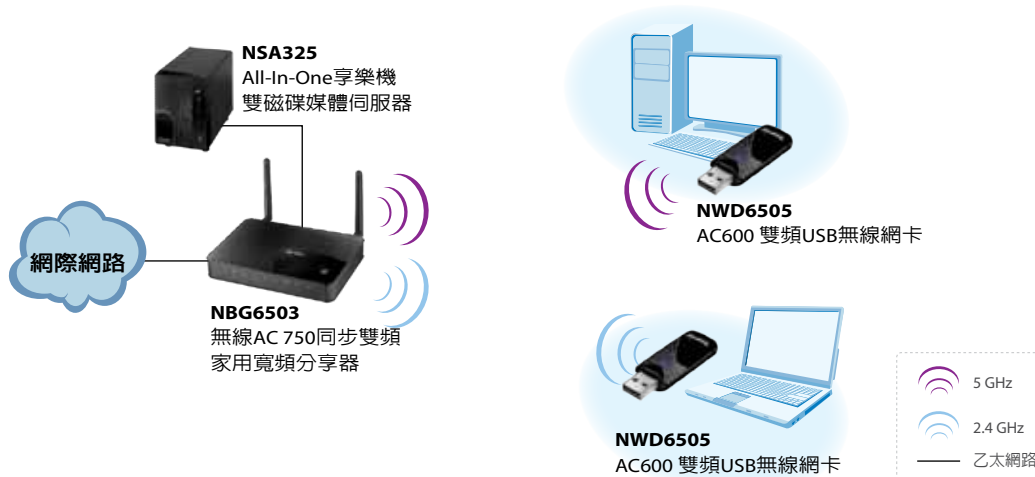 NSA325
All-In-One享樂機
雙磁碟媒體伺服器
網際網路
NBG6503
無線AC 750同步雙頻
家用寬頻分享器
NWD6505
AC600 雙頻USB無線網卡
NWD6505
AC600 雙頻USB無線網卡
5 GHz
2.4 GHz
乙太網路